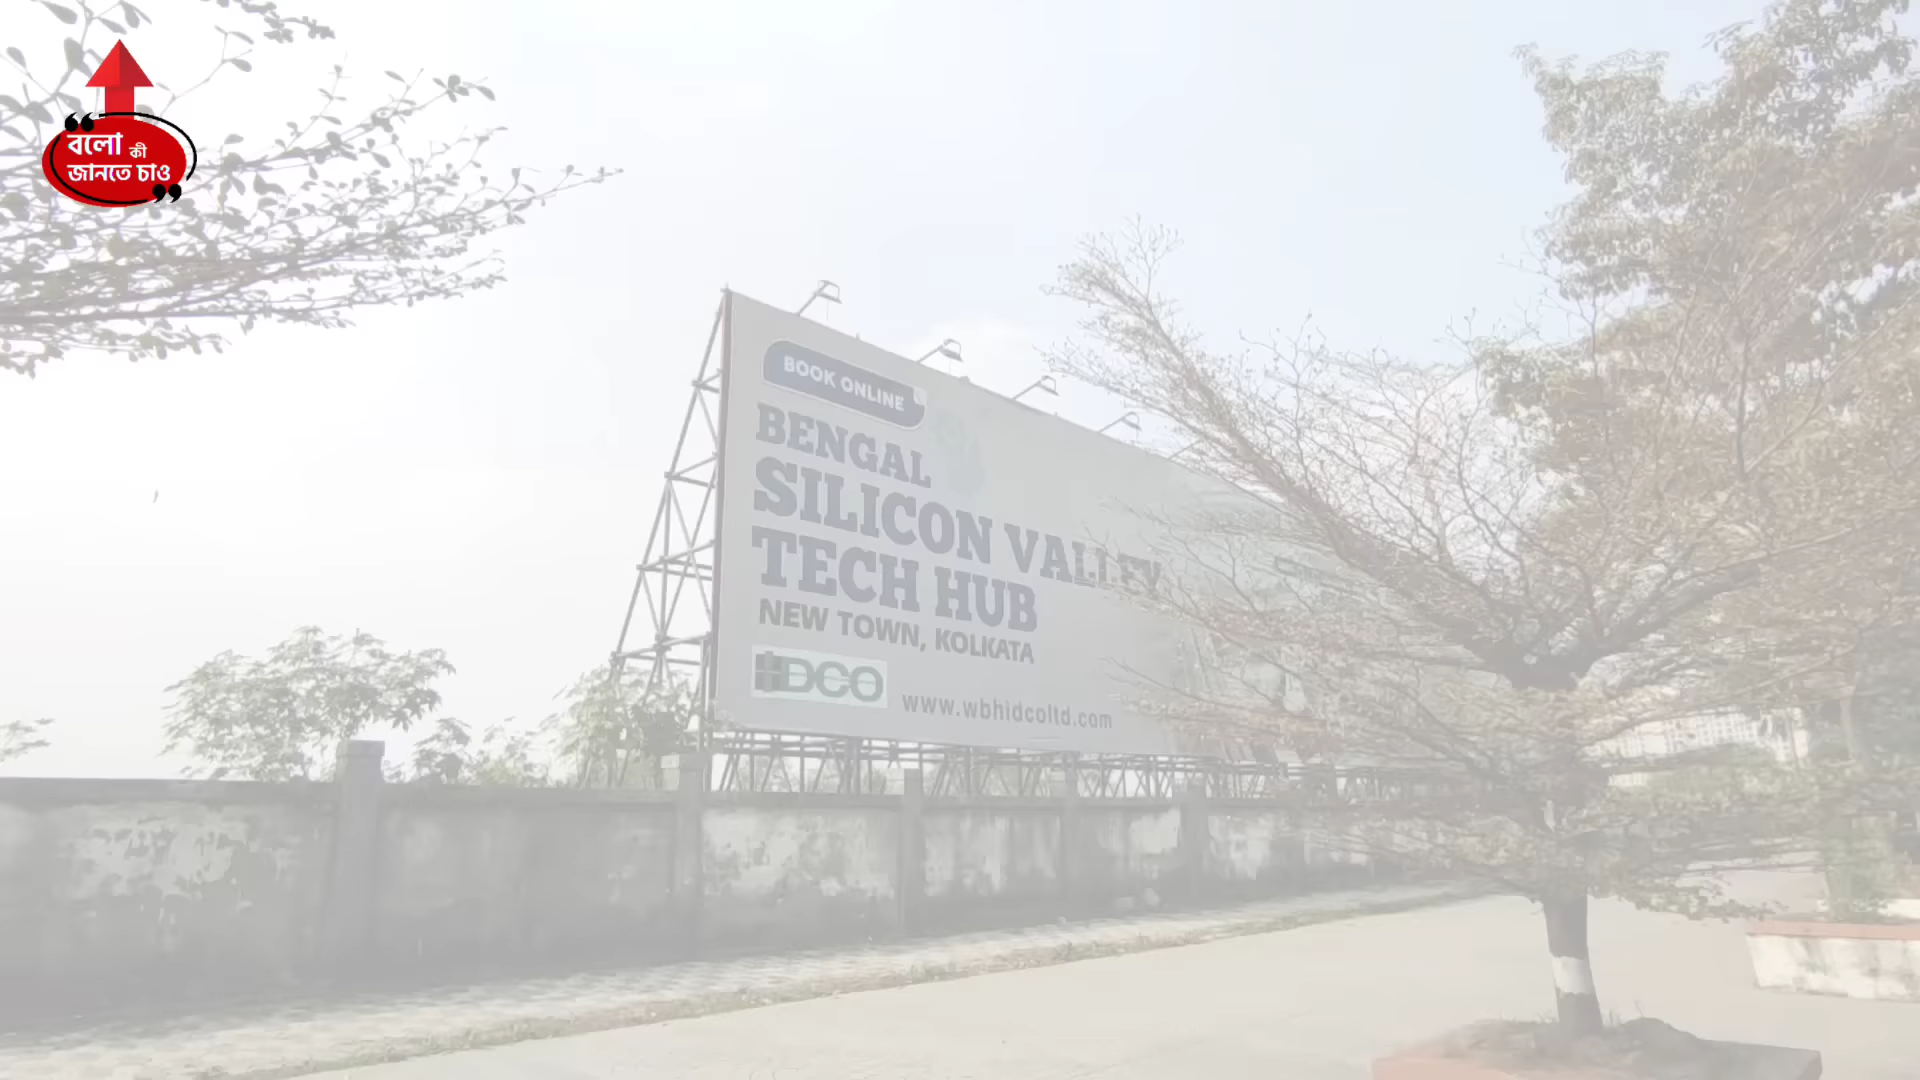 বলো কী
জানতে চাও
BOOK ONLINE
BENGAL
SILICON VALLEY
TECH HUB
NEW TOWN, KOLKATA
HIDCO
www.wbhidcoltd.com